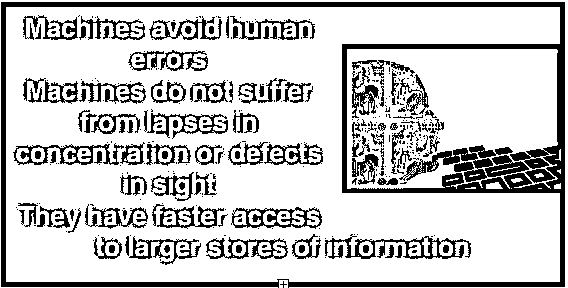 Machines avoid human
errors
Machines do not suffer
from lapses in
concentration or defects
in sight
They have faster access
to larger stores of information